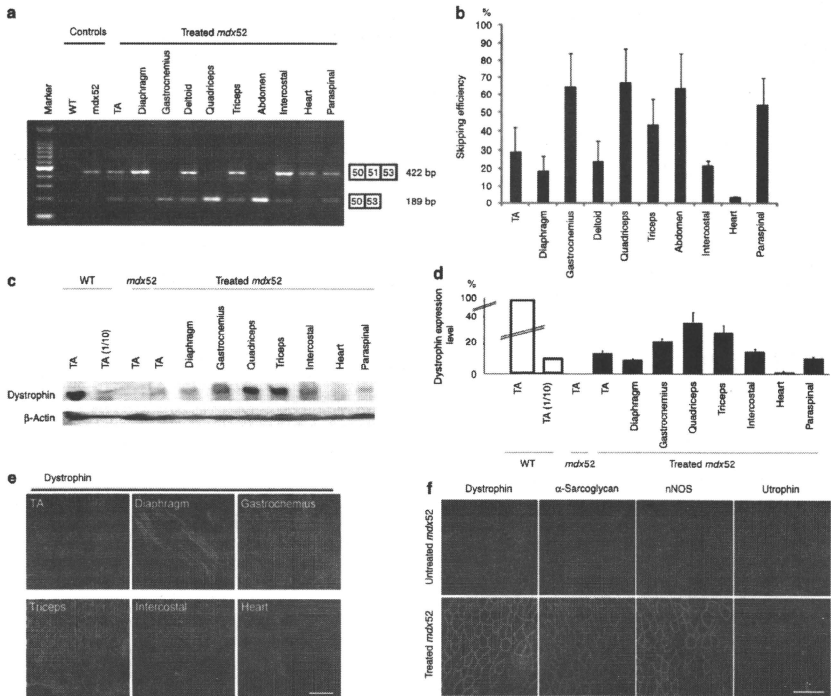 a
Controls
Treated mdx52
Marker
WT
mdx52
TA
Diaphragm
Gastrocnemius
Deltoid
Quadriceps
Triceps
Abdomen
Intercostal
Heart
Paraspinal
50 51 53 422 bp
50 53 189 bp
b
%
Skipping efficiency
100
90
80
70
60
50
40
30
20
10
0
TA
Diaphragm
Gastrocnemius
Deltoid
Quadriceps
Triceps
Abdomen
Intercostal
Heart
Paraspinal
c
WT
mdx52
Treated mdx52
TA
TA (1/10)
TA
TA
Diaphragm
Gastrocnemius
Quadriceps
Triceps
Intercostal
Heart
Paraspinal
Dystrophin
β-Actin
d
%
Dystrophin expression
level
100
40
20
0
TA
TA (1/10)
TA
TA
Diaphragm
Gastrocnemius
Quadriceps
Triceps
Intercostal
Heart
Paraspinal
WT
mdx52
Treated mdx52
e
Dystrophin
TA
Diaphragm
Gastrocnemius
Triceps
Intercostal
Heart
f
Dystrophin
α-Sarcoglycan
nNOS
Utrophin
Untreated mdx52
Treated mdx52